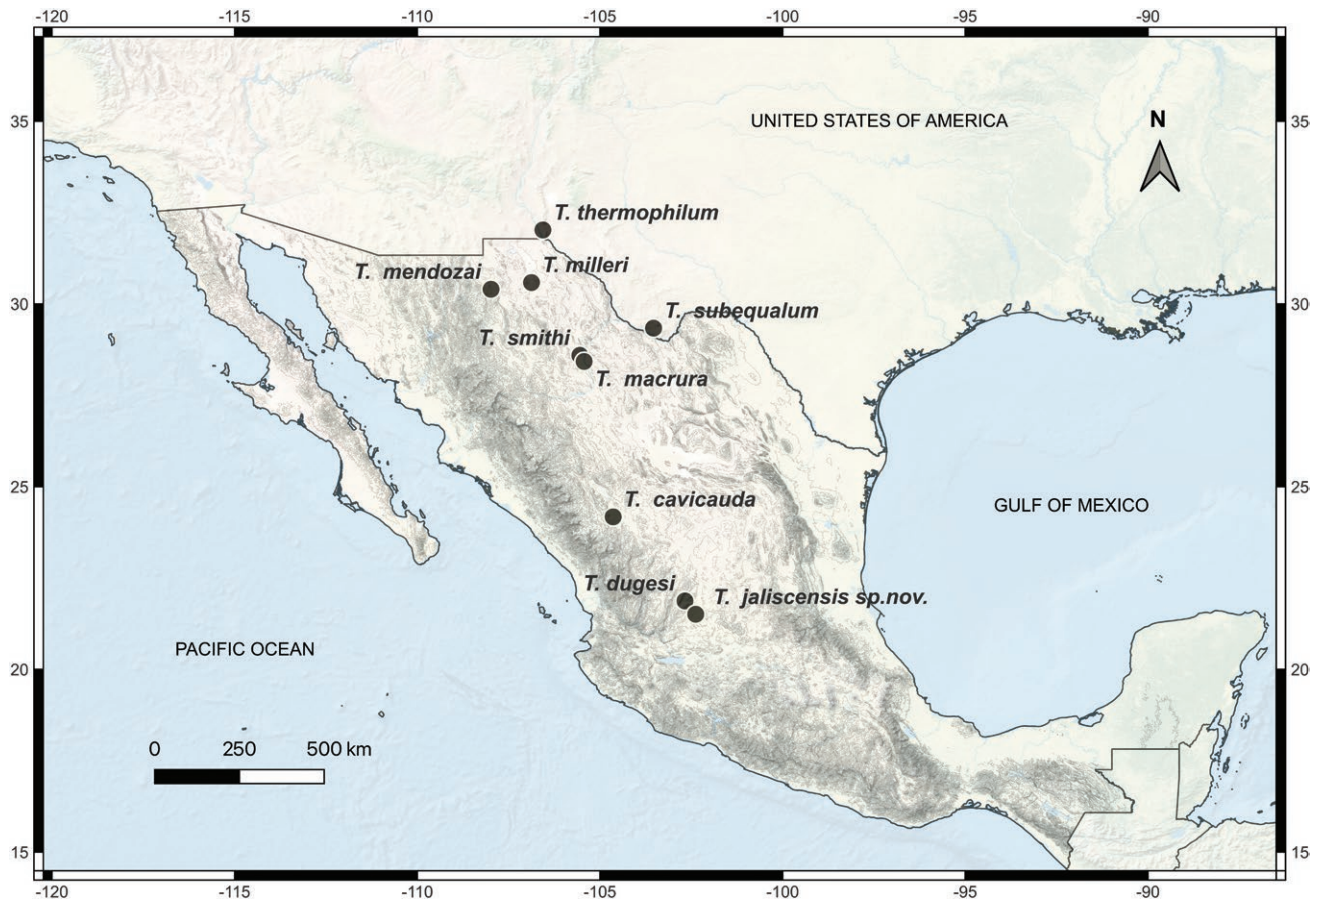 -120 -115 -110 -105 -100 -95 -90
35 35
UNITED STATES OF AMERICA
N
T. thermophilum
T. mendozai
T. milleri
30 30
T. subequalum
T. smithi
T. macrura
25 25
T. cavicauda
GULF OF MEXICO
T. dugesi
T. jaliscensis sp.nov.
PACIFIC OCEAN
20 20
0 250 500 km
15 15
-120 -115 -110 -105 -100 -95 -90